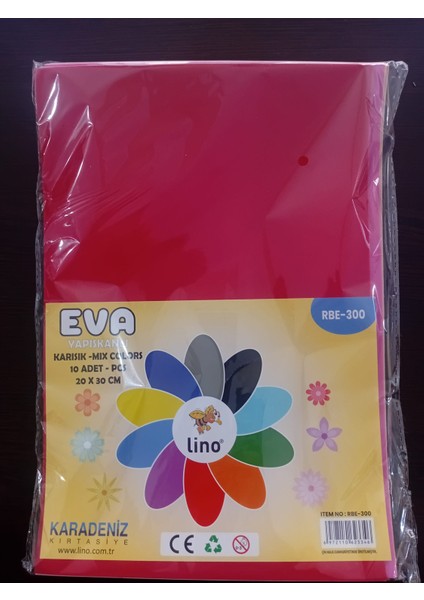 EVA
YAPIŞKANLI
KARISIK -MIX COLORS
10 ADET - PCS
20 X 30 CM
RBE-300
lino®
KARADENİZ
KIRTASİYE
www.lino.com.tr
CE
ITEM NO : RBE-300